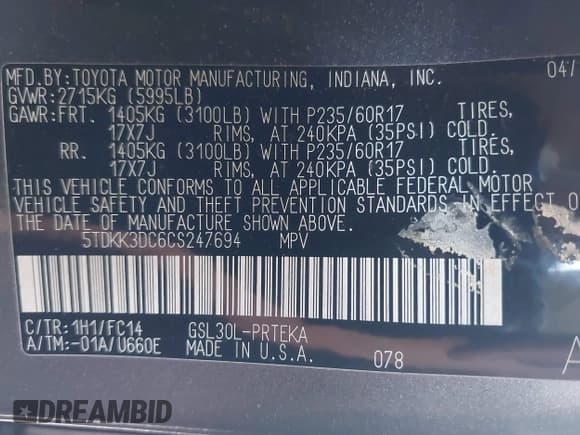 MFD.BY:TOYOTA MOTOR MANUFACTURING, INDIANA, INC. 04/
GVWR:2715KG (5995LB)
GAWR:FRT. 1405KG (3100LB) WITH P235/60R17 TIRES,
17X7J RIMS, AT 240KPA (35PSI) COLD.
RR. 1405KG (3100LB) WITH P235/60R17 TIRES,
17X7J RIMS, AT 240KPA (35PSI) COLD.
THIS VEHICLE CONFORMS TO ALL APPLICABLE FEDERAL MOTOR
VEHICLE SAFETY AND THEFT PREVENTION STANDARDS IN EFFECT O
THE DATE OF MANUFACTURE SHOWN ABOVE.
5TDKK3DC6CS247694 MPV
C/TR:1H1/FC14 GSL30L-PRTEKA
A/TM:-01A/U660E MADE IN U.S.A. 078 A
DREAMBID